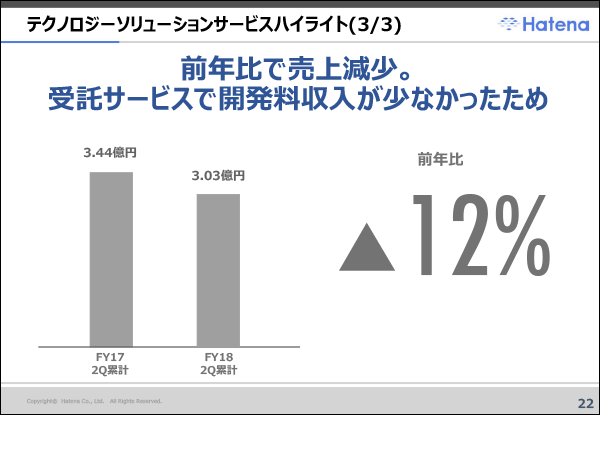 テクノロジーソリューションサービスハイライト(3/3)
Hatena
前年比で売上減少。
受託サービスで開発料収入が少なかったため
3.44億円
3.03億円
前年比
▲12%
FY17
2Q累計
FY18
2Q累計
Copyright© Hatena Co., Ltd. All Rights Reserved.
22